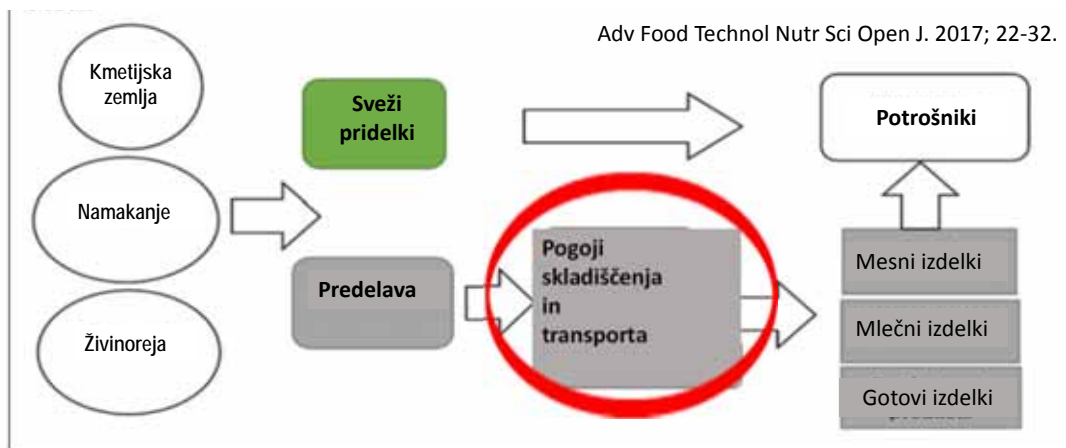 Adv Food Technol Nutr Sci Open J. 2017; 22-32.
Kmetijska
zemlja
Namakanje
Živinoreja
Sveži
pridelki
Predelava
Pogoji
skladiščenja
in
transporta
Potrošniki
Mesni izdelki
Mlečni izdelki
Gotovi izdelki